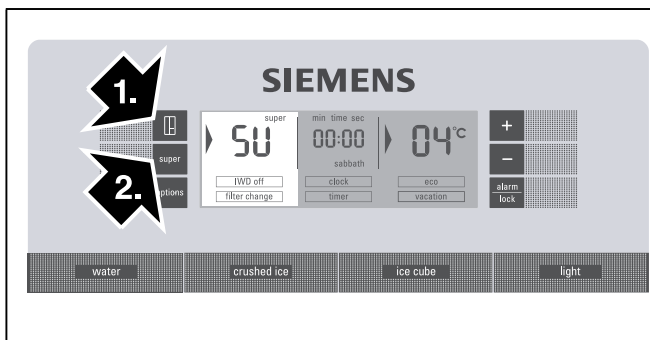 SIEMENS
1.
super
min time sec
SU
00:00
04°C
sabbath
+
super
−
2.
options
IWD off
clock
eco
alarm
lock
filter change
timer
vacation
water
crushed ice
ice cube
light